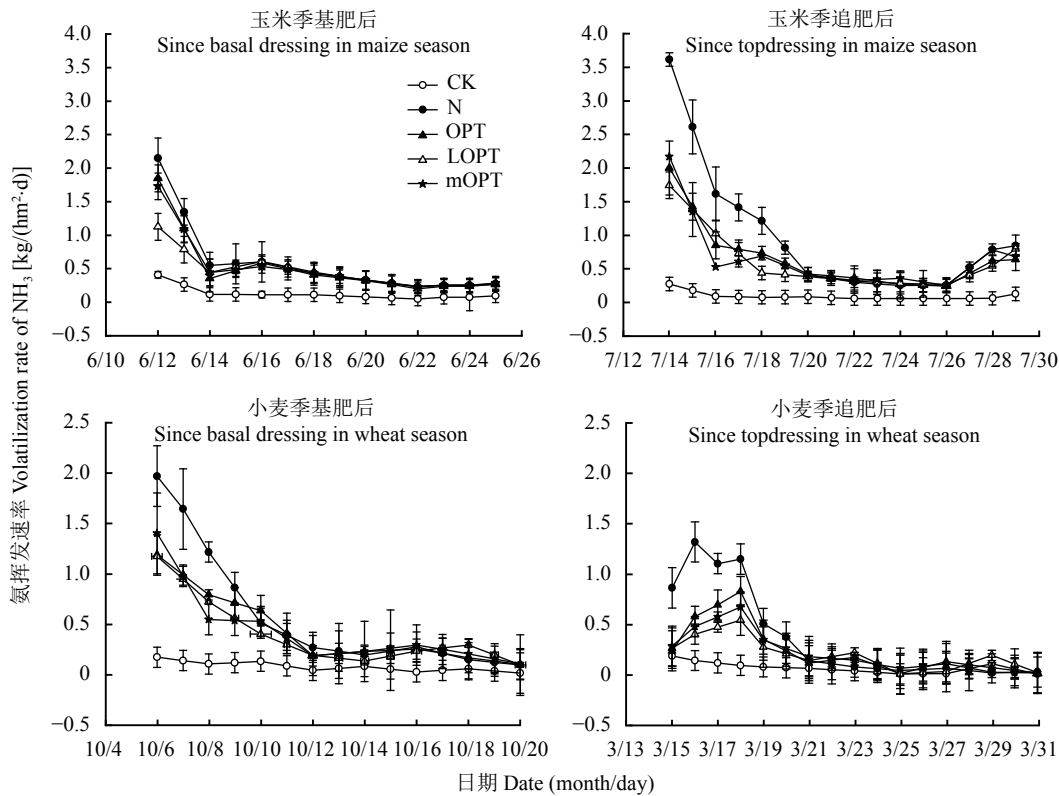 玉米季基肥后
Since basal dressing in maize season
4.0
3.5
3.0
2.5
2.0
1.5
1.0
0.5
0
−0.5
CK
N
OPT
LOPT
mOPT
6/10 6/12 6/14 6/16 6/18 6/20 6/22 6/24 6/26
玉米季追肥后
Since topdressing in maize season
4.0
3.5
3.0
2.5
2.0
1.5
1.0
0.5
0
−0.5
7/12 7/14 7/16 7/18 7/20 7/22 7/24 7/26 7/28 7/30
氨挥发速率 Volatilization rate of NH3 [kg/(hm²·d)]
小麦季基肥后
Since basal dressing in wheat season
2.5
2.0
1.5
1.0
0.5
0
−0.5
10/4 10/6 10/8 10/10 10/12 10/14 10/16 10/18 10/20
小麦季追肥后
Since topdressing in wheat season
2.5
2.0
1.5
1.0
0.5
0
−0.5
3/13 3/15 3/17 3/19 3/21 3/23 3/25 3/27 3/29 3/31
日期 Date (month/day)